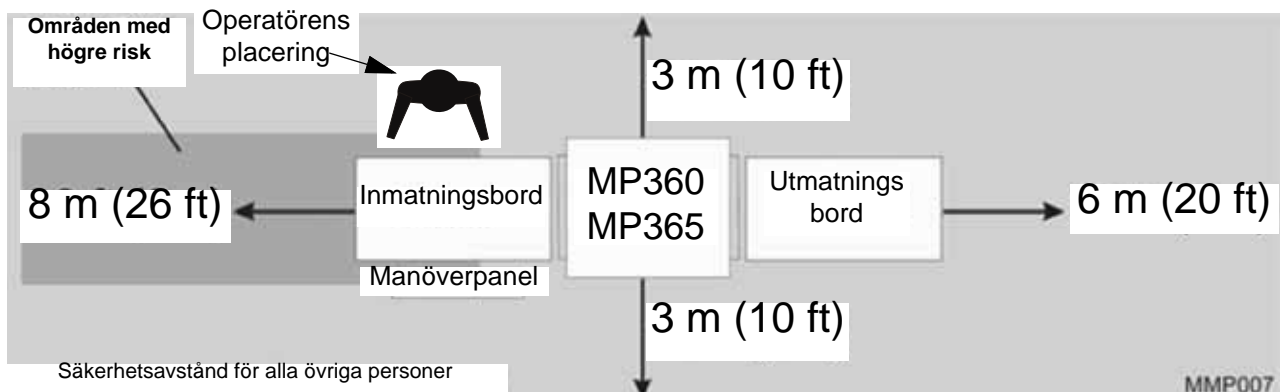 Områden med
högre risk
Operatörens
placering
3 m (10 ft)
8 m (26 ft)
Inmatningsbord
MP360
MP365
Utmatnings
bord
6 m (20 ft)
Manöverpanel
3 m (10 ft)
Säkerhetsavstånd för alla övriga personer
MMP007